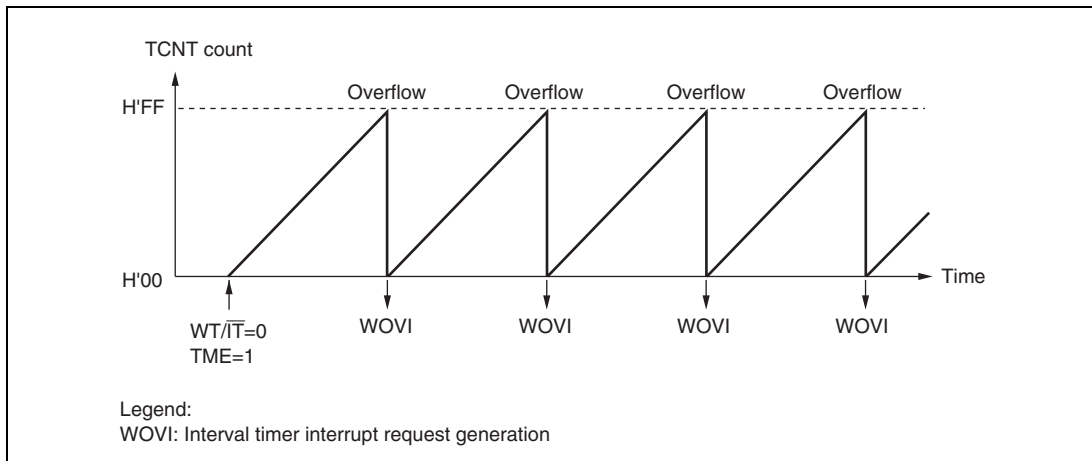 TCNT count
H'FF
Overflow Overflow Overflow Overflow
H'00
Time
WT/I̅T̅=0
TME=1
WOVI WOVI WOVI WOVI
Legend:
WOVI: Interval timer interrupt request generation